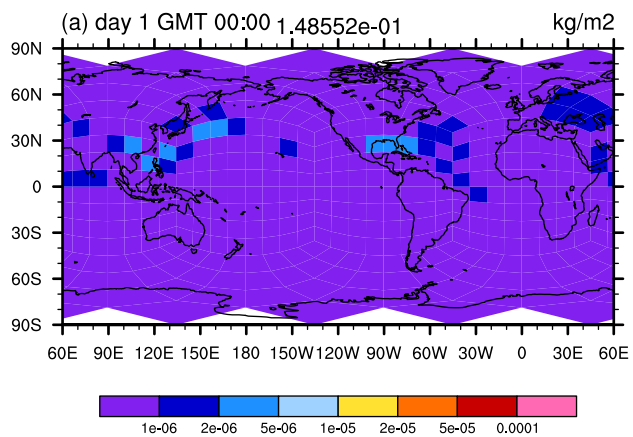 (a) day 1 GMT 00:00 1.48552e-01 kg/m2
90N
60N
30N
0
30S
60S
90S
60E 90E 120E 150E 180 150W 120W 90W 60W 30W 0 30E 60E
1e-06 2e-06 5e-06 1e-05 2e-05 5e-05 0.0001